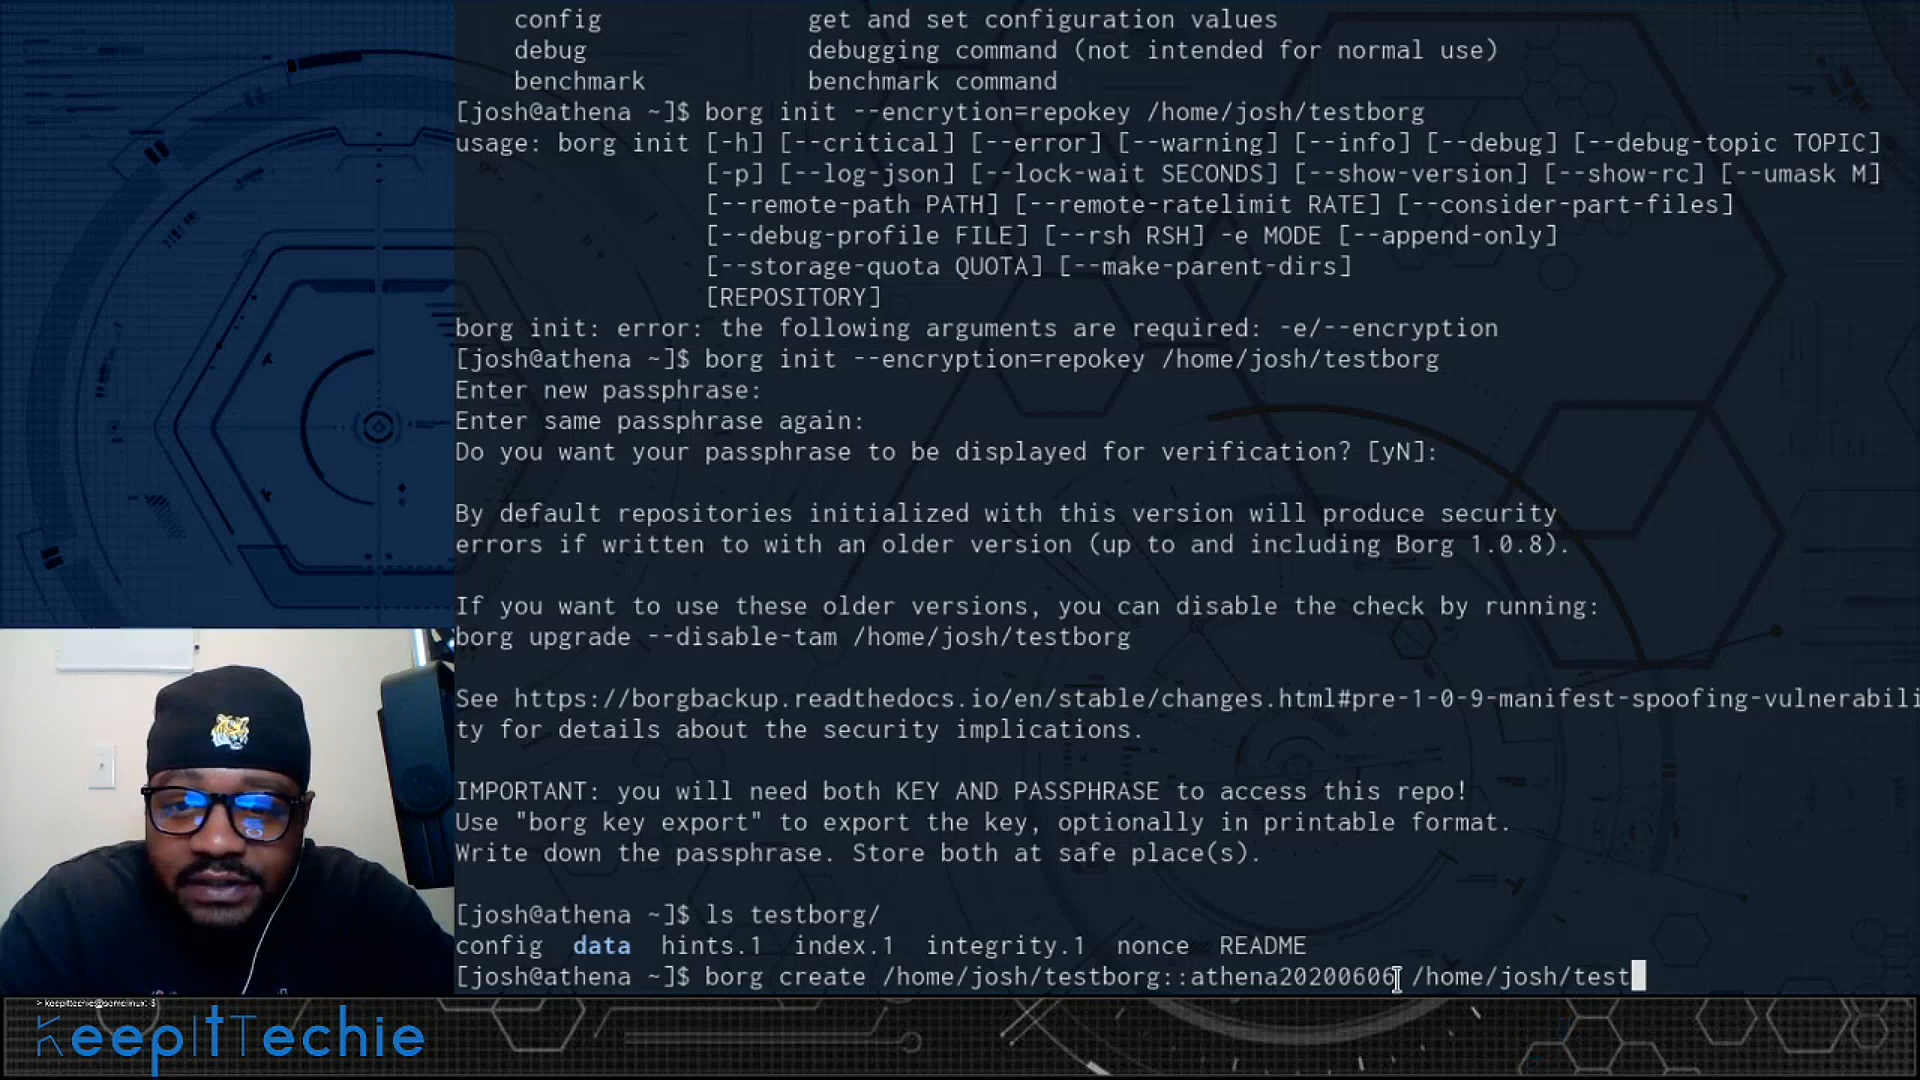 config              get and set configuration values
debug               debugging command (not intended for normal use)
benchmark           benchmark command
[josh@athena ~]$ borg init --encrytion=repokey /home/josh/testborg
usage: borg init [-h] [--critical] [--error] [--warning] [--info] [--debug] [--debug-topic TOPIC]
[-p] [--log-json] [--lock-wait SECONDS] [--show-version] [--show-rc] [--umask M]
[--remote-path PATH] [--remote-ratelimit RATE] [--consider-part-files]
[--debug-profile FILE] [--rsh RSH] -e MODE [--append-only]
[--storage-quota QUOTA] [--make-parent-dirs]
[REPOSITORY]
borg init: error: the following arguments are required: -e/--encryption
[josh@athena ~]$ borg init --encryption=repokey /home/josh/testborg
Enter new passphrase:
Enter same passphrase again:
Do you want your passphrase to be displayed for verification? [yN]:
By default repositories initialized with this version will produce security
errors if written to with an older version (up to and including Borg 1.0.8).
If you want to use these older versions, you can disable the check by running:
borg upgrade --disable-tam /home/josh/testborg
See https://borgbackup.readthedocs.io/en/stable/changes.html#pre-1-0-9-manifest-spoofing-vulnerabili
ty for details about the security implications.
IMPORTANT: you will need both KEY AND PASSPHRASE to access this repo!
Use "borg key export" to export the key, optionally in printable format.
Write down the passphrase. Store both at safe place(s).
[josh@athena ~]$ ls testborg/
config  data  hints.1  index.1  integrity.1  nonce  README
[josh@athena ~]$ borg create /home/josh/testborg::athena20200606 /home/josh/test
> keepittechie@somelinux: $
KeepItTechie